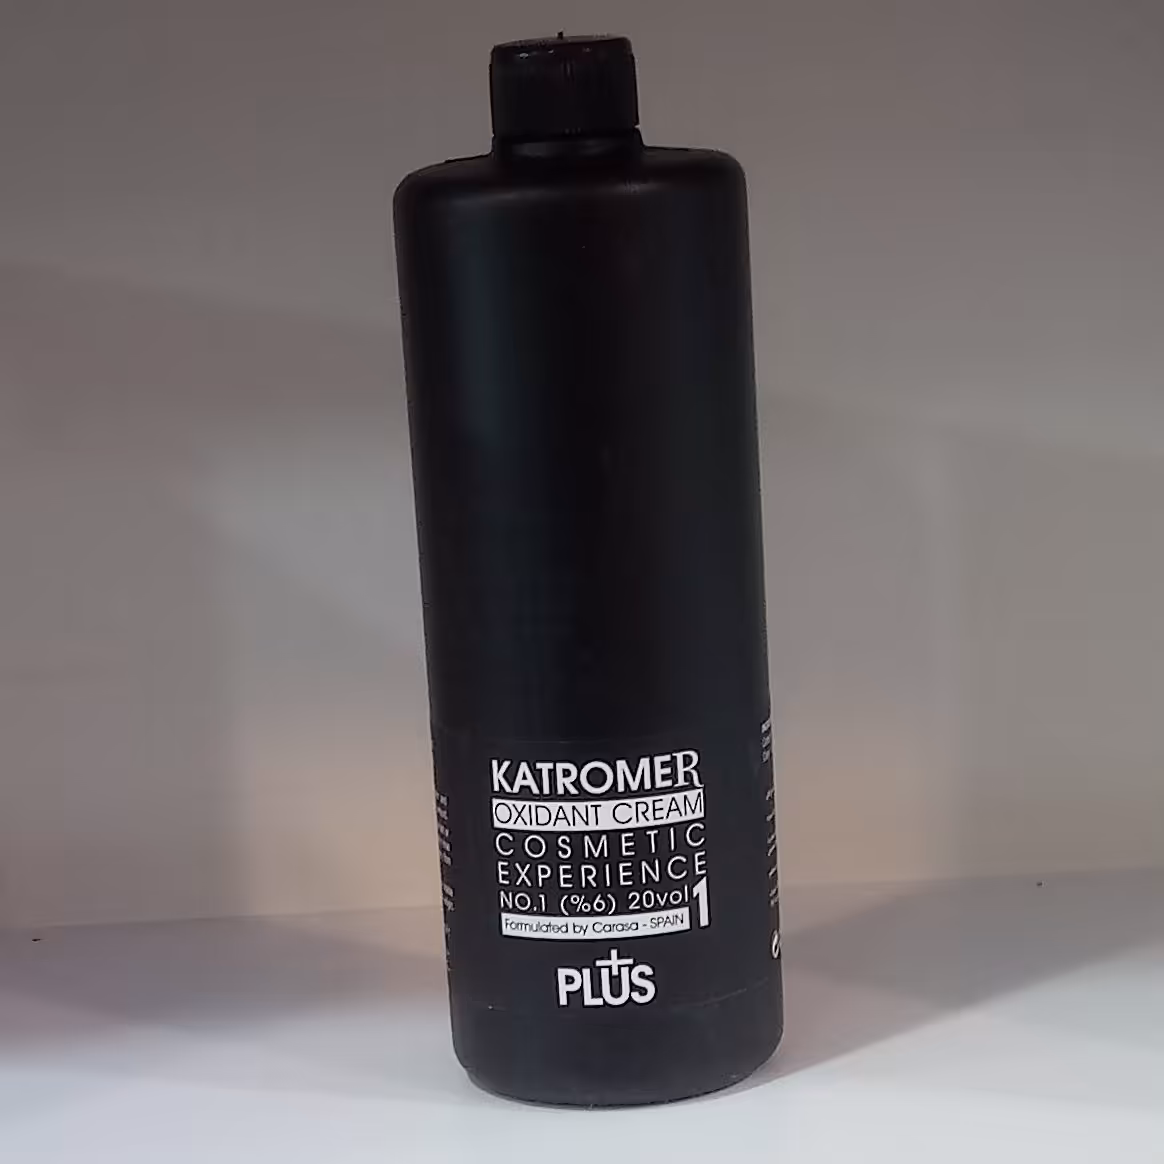 KATROMER
OXIDANT CREAM
COSMETIC
EXPERIENCE
NO.1 (%6) 20vol 1
Formulated by Carasa - SPAIN
PLUS